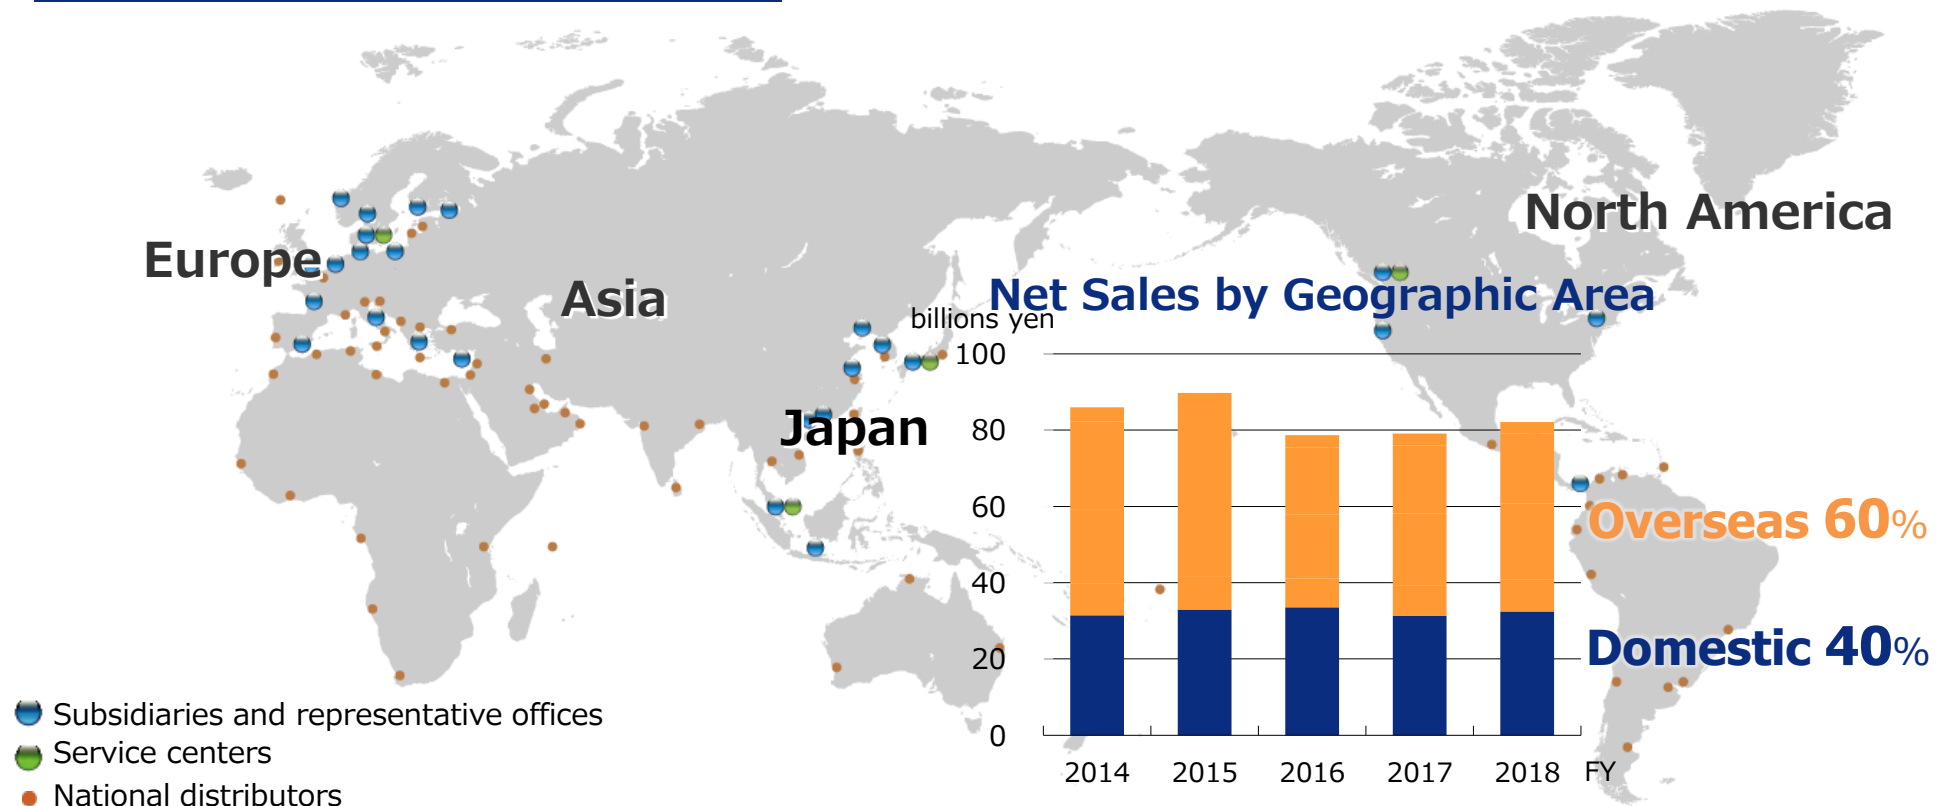 North America
Europe
Asia
Net Sales by Geographic Area
billions yen
100
Japan
80
60
Overseas 60%
40
Domestic 40%
20
0
2014 2015 2016 2017 2018 FY
Subsidiaries and representative offices
Service centers
National distributors